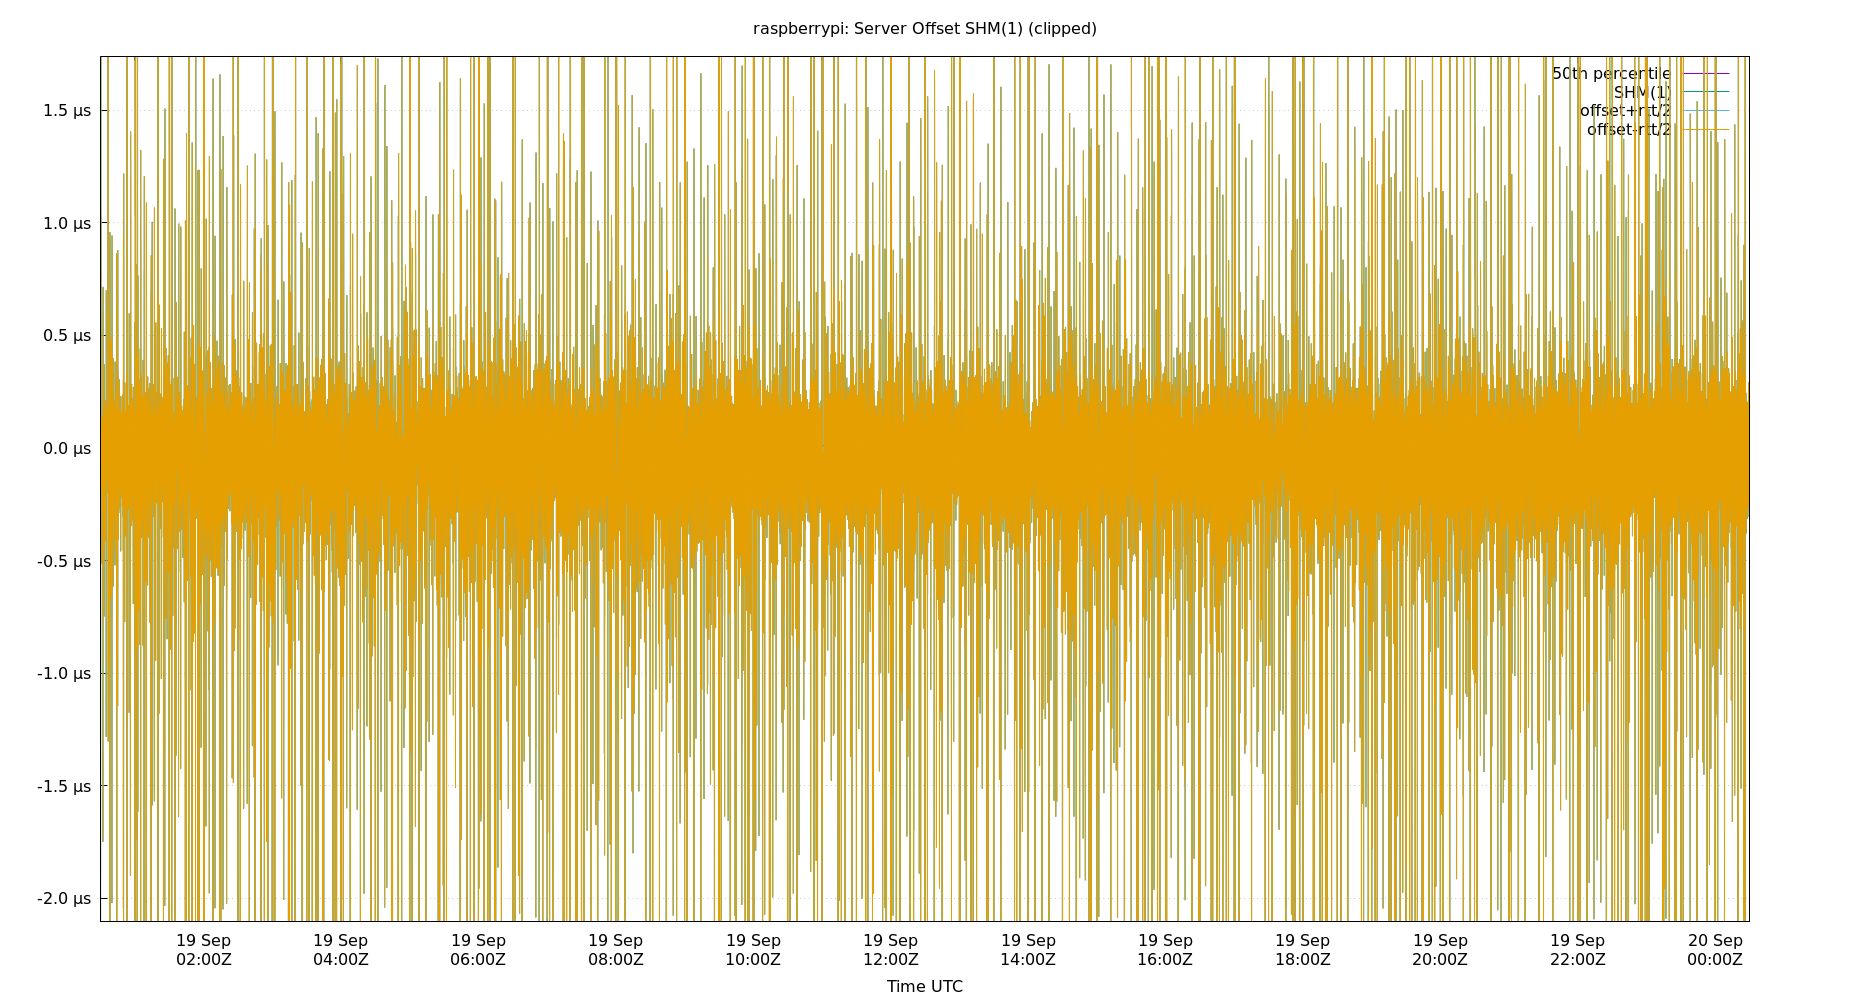 raspberrypi: Server Offset SHM(1) (clipped)
50th percentile
SHM(1)
offset+rtt/2
offset-rtt/2
1.5 µs
1.0 µs
0.5 µs
0.0 µs
-0.5 µs
-1.0 µs
-1.5 µs
-2.0 µs
19 Sep 19 Sep 19 Sep 19 Sep 19 Sep 19 Sep 19 Sep 19 Sep 19 Sep 19 Sep 19 Sep 20 Sep
02:00Z 04:00Z 06:00Z 08:00Z 10:00Z 12:00Z 14:00Z 16:00Z 18:00Z 20:00Z 22:00Z 00:00Z
Time UTC